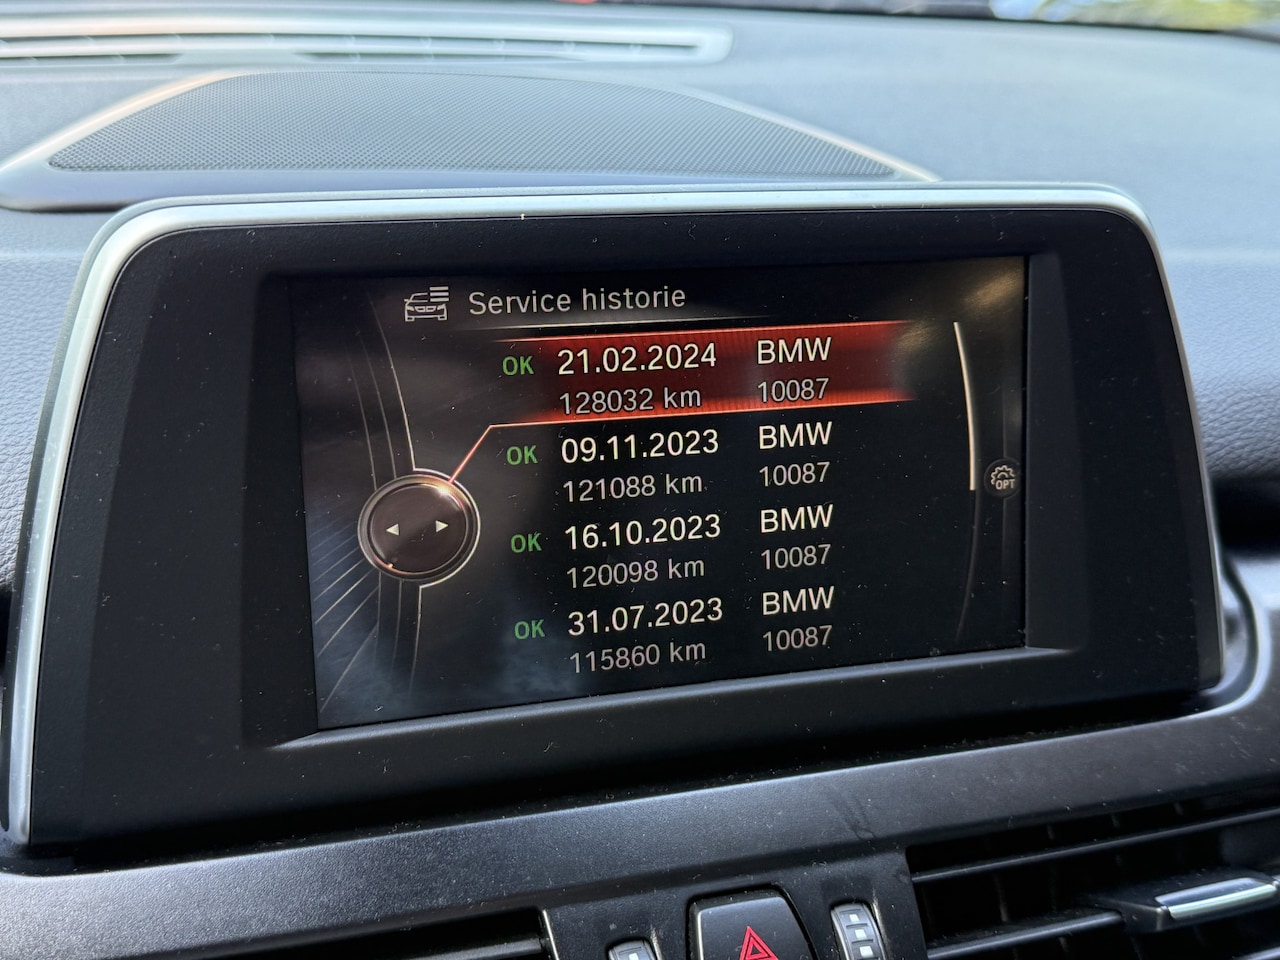 Service historie
OK 21.02.2024 BMW
128032 km 10087
OK 09.11.2023 BMW
121088 km 10087
OK 16.10.2023 BMW
120098 km 10087
OPT
OK 31.07.2023 BMW
115860 km 10087